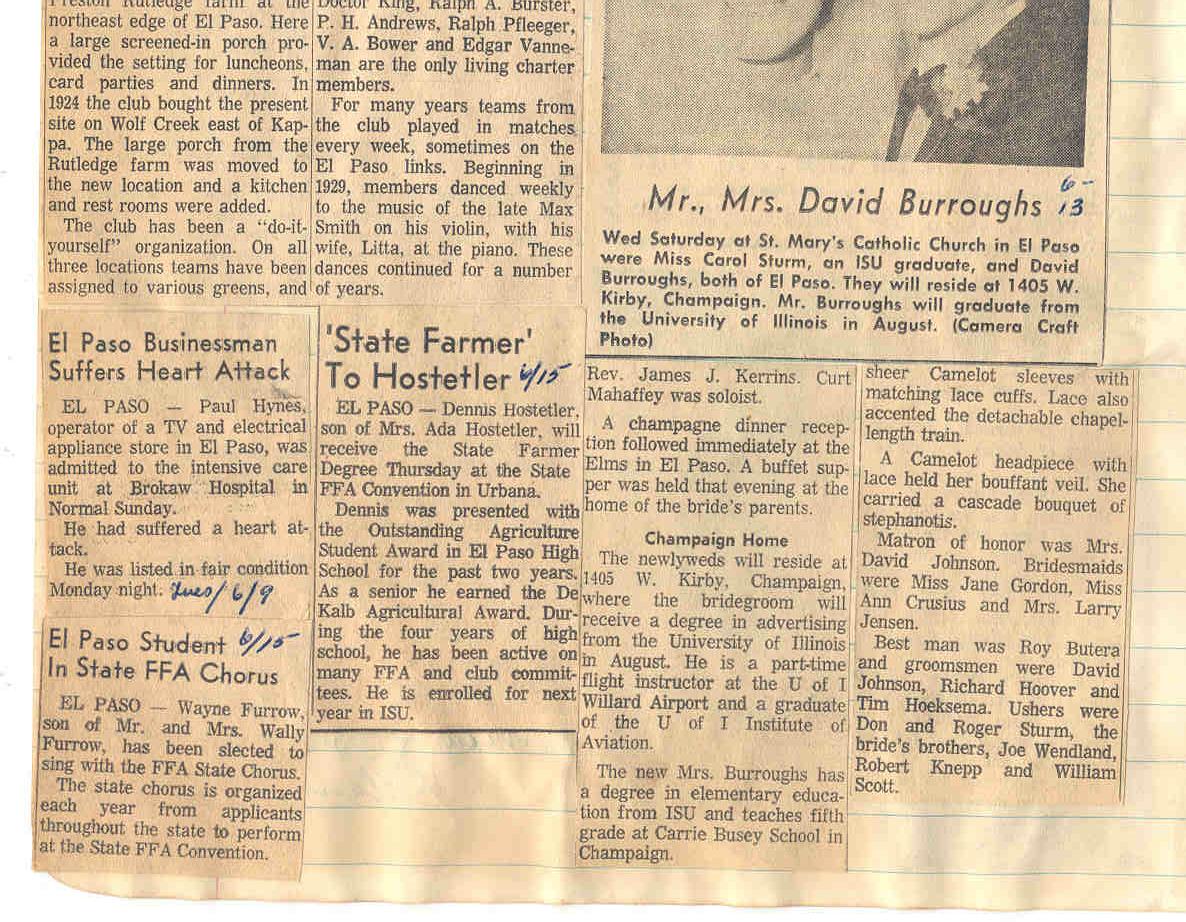 Preston Rutledge farm at the
northeast edge of El Paso. Here
a large screened-in porch pro-
vided the setting for luncheons,
card parties and dinners. In
1924 the club bought the present
site on Wolf Creek east of Kap-
pa. The large porch from the
Rutledge farm was moved to
the new location and a kitchen
and rest rooms were added.
The club has been a "do-it-
yourself" organization. On all
three locations teams have been
assigned to various greens, and
Doctor King, Ralph A. Burster,
P. H. Andrews, Ralph Pfleeger,
V. A. Bower and Edgar Vanne-
man are the only living charter
members.
For many years teams from
the club played in matches
every week, sometimes on the
El Paso links. Beginning in
1929, members danced weekly
to the music of the late Max
Smith on his violin, with his
wife, Litta, at the piano. These
dances continued for a number
of years.
Mr., Mrs. David Burroughs 6-13
Wed Saturday at St. Mary's Catholic Church in El Paso
were Miss Carol Sturm, an ISU graduate, and David
Burroughs, both of El Paso. They will reside at 1405 W.
Kirby, Champaign. Mr. Burroughs will graduate from
the University of Illinois in August. (Camera Craft
Photo)
El Paso Businessman
Suffers Heart Attack
EL PASO — Paul Hynes,
operator of a TV and electrical
appliance store in El Paso, was
admitted to the intensive care
unit at Brokaw Hospital in
Normal Sunday.
He had suffered a heart at-
tack.
He was listed in fair condition
Monday night. Tues/6/9
El Paso Student 6/15
In State FFA Chorus
EL PASO — Wayne Furrow,
son of Mr. and Mrs. Wally
Furrow, has been slected to
sing with the FFA State Chorus.
The state chorus is organized
each year from applicants
throughout the state to perform
at the State FFA Convention.
'State Farmer'
To Hostetler 6/15
EL PASO — Dennis Hostetler,
son of Mrs. Ada Hostetler, will
receive the State Farmer
Degree Thursday at the State
FFA Convention in Urbana.
Dennis was presented with
the Outstanding Agriculture
Student Award in El Paso High
School for the past two years.
As a senior he earned the De
Kalb Agricultural Award. Dur-
ing the four years of high
school, he has been active on
many FFA and club commit-
tees. He is enrolled for next
year in ISU.
Rev. James J. Kerrins. Curt
Mahaffey was soloist.
A champagne dinner recep-
tion followed immediately at the
Elms in El Paso. A buffet sup-
per was held that evening at the
home of the bride's parents.
Champaign Home
The newlyweds will reside at
1405 W. Kirby, Champaign,
where the bridegroom will
receive a degree in advertising
from the University of Illinois
in August. He is a part-time
flight instructor at the U of I
Willard Airport and a graduate
of the U of I Institute of
Aviation.
The new Mrs. Burroughs has
a degree in elementary educa-
tion from ISU and teaches fifth
grade at Carrie Busey School in
Champaign.
sheer Camelot sleeves with
matching lace cuffs. Lace also
accented the detachable chapel-
length train.
A Camelot headpiece with
lace held her bouffant veil. She
carried a cascade bouquet of
stephanotis.
Matron of honor was Mrs.
David Johnson. Bridesmaids
were Miss Jane Gordon, Miss
Ann Crusius and Mrs. Larry
Jensen.
Best man was Roy Butera
and groomsmen were David
Johnson, Richard Hoover and
Tim Hoeksema. Ushers were
Don and Roger Sturm, the
bride's brothers, Joe Wendland,
Robert Knepp and William
Scott.